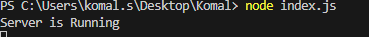 PS C:\Users\komal.s\Desktop\Komal> node index.js
Server is Running